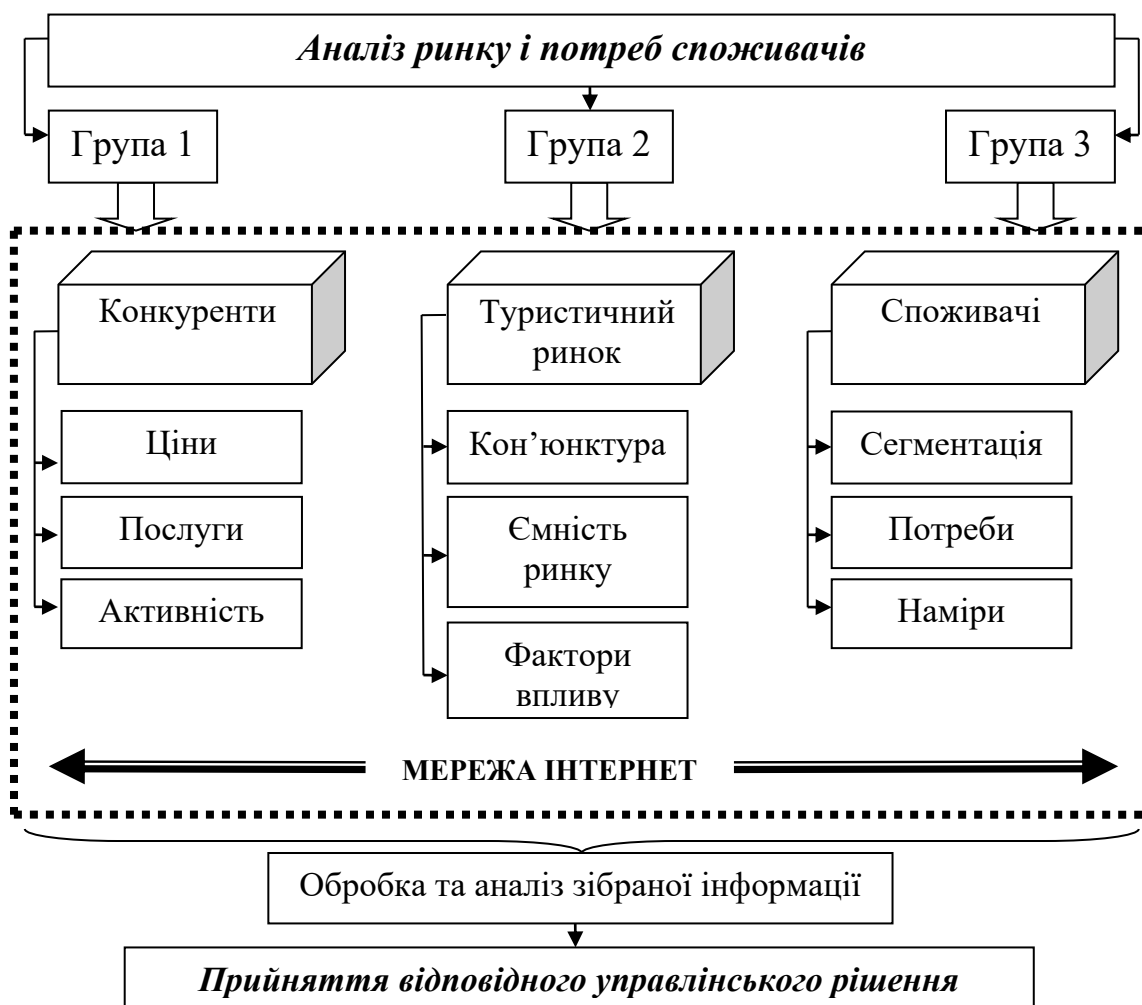 Аналіз ринку і потреб споживачів
Група 1
Група 2
Група 3
Конкуренти
Ціни
Послуги
Активність
Туристичний
ринок
Кон’юнктура
Ємність
ринку
Фактори
впливу
Споживачі
Сегментація
Потреби
Наміри
МЕРЕЖА ІНТЕРНЕТ
Обробка та аналіз зібраної інформації
Прийняття відповідного управлінського рішення